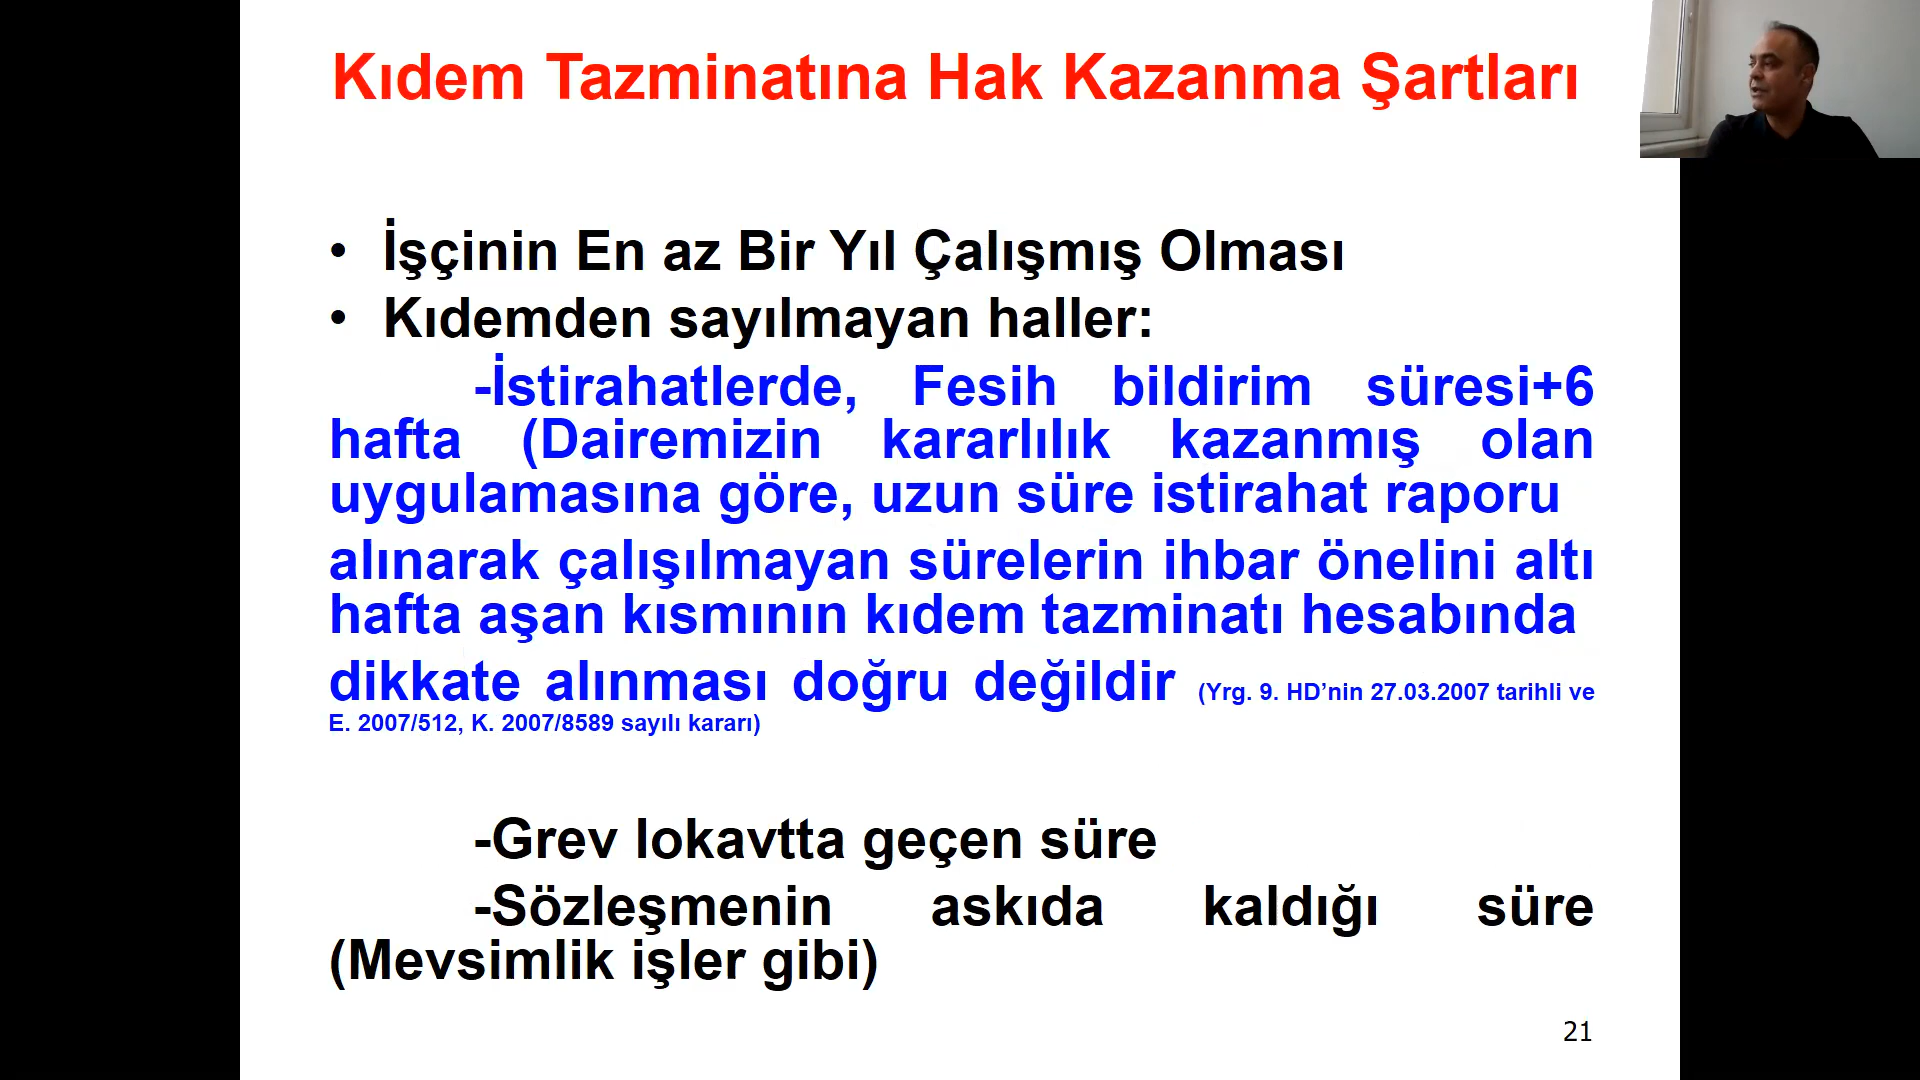 Kıdem Tazminatına Hak Kazanma Şartları
• İşçinin En az Bir Yıl Çalışmış Olması
• Kıdemden sayılmayan haller:
-İstirahatlerde, Fesih bildirim süresi+6
hafta (Dairemizin kararlılık kazanmış olan
uygulamasına göre, uzun süre istirahat raporu
alınarak çalışılmayan sürelerin ihbar önelini altı
hafta aşan kısmının kıdem tazminatı hesabında
dikkate alınması doğru değildir (Yrg. 9. HD’nin 27.03.2007 tarihli ve
E. 2007/512, K. 2007/8589 sayılı kararı)
-Grev lokavtta geçen süre
-Sözleşmenin askıda kaldığı süre
(Mevsimlik işler gibi)
21